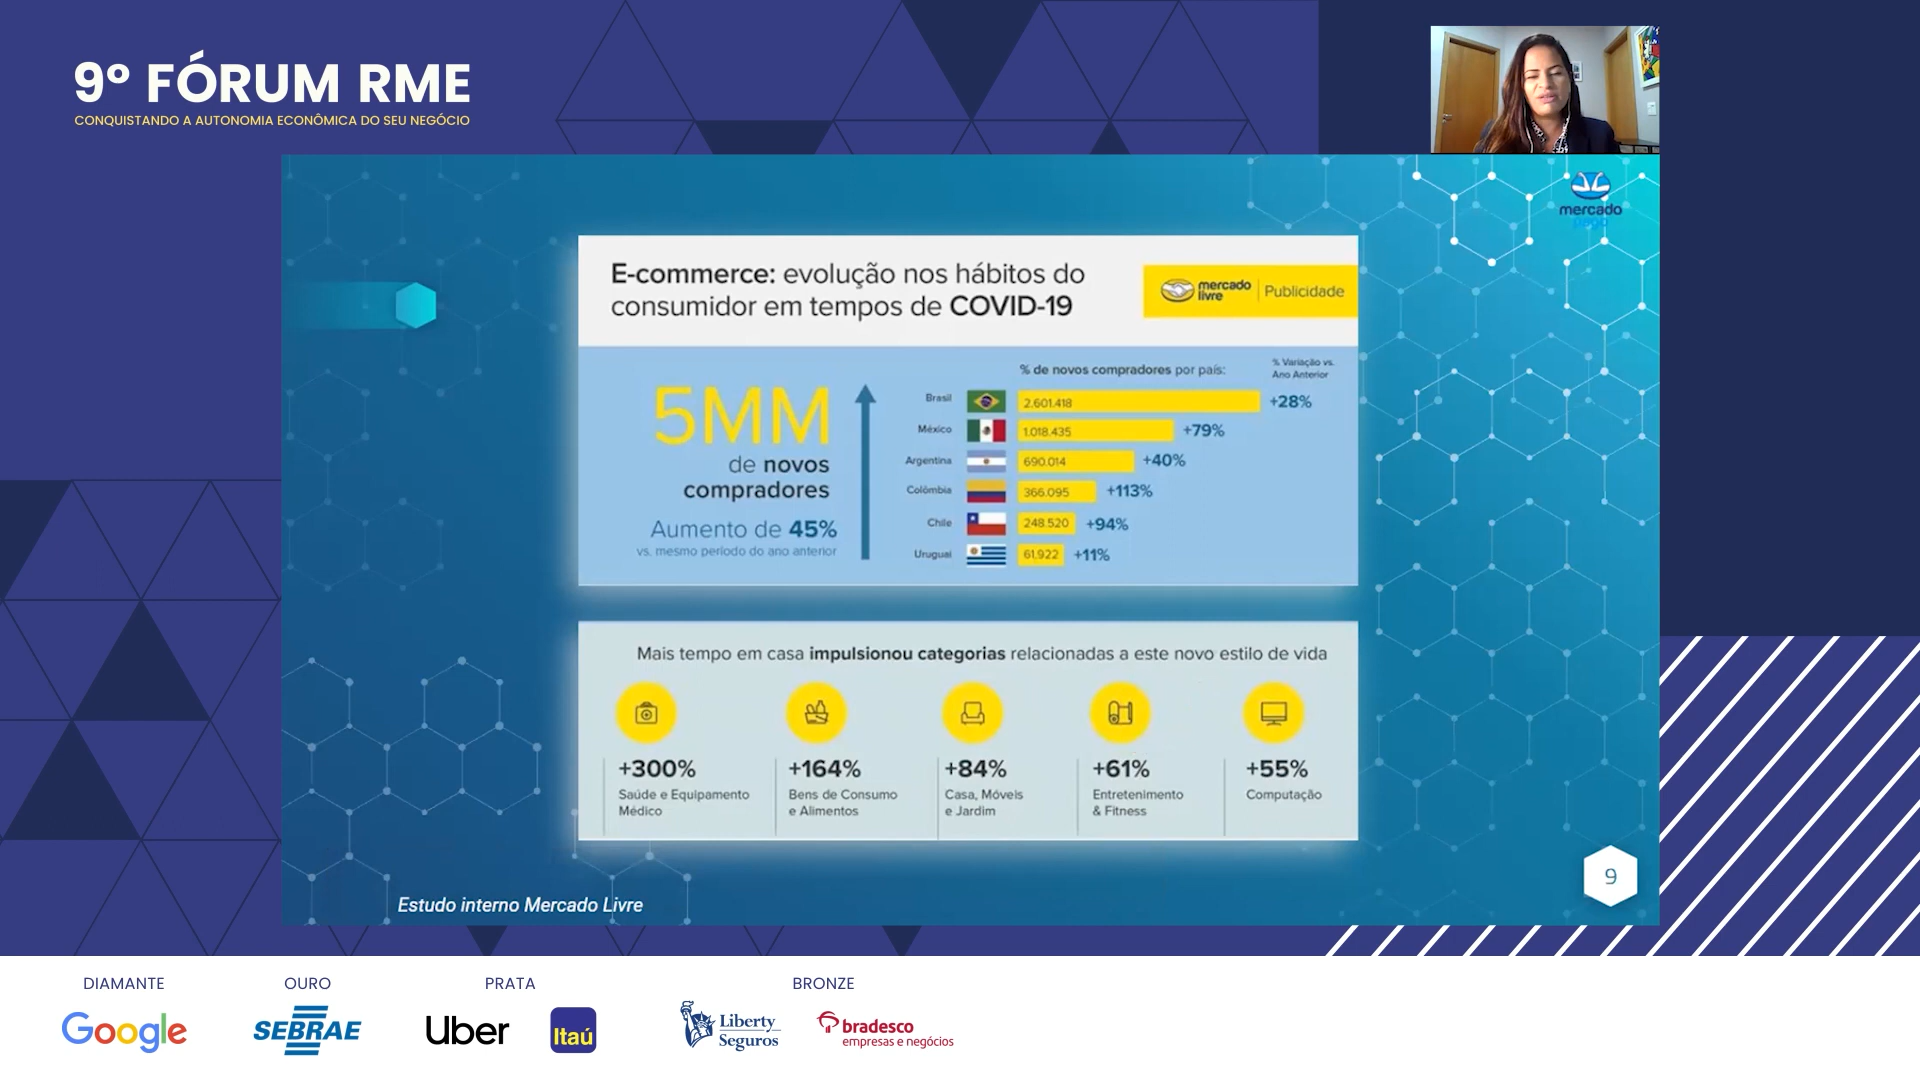 9º FÓRUM RME
CONQUISTANDO A AUTONOMIA ECONÔMICA DO SEU NEGÓCIO
mercado
pago
E-commerce: evolução nos hábitos do
consumidor em tempos de COVID-19
mercado
livre
Publicidade
5MM
de novos
compradores
Aumento de 45%
vs. mesmo período do ano anterior
% de novos compradores por país:
% Variação vs.
Ano Anterior
Brasil 2.601.418 +28%
México 1.018.435 +79%
Argentina 690.014 +40%
Colômbia 366.095 +113%
Chile 248.520 +94%
Uruguai 61.922 +11%
Mais tempo em casa impulsionou categorias relacionadas a este novo estilo de vida
+300%
Saúde e Equipamento
Médico
+164%
Bens de Consumo
e Alimentos
+84%
Casa, Móveis
e Jardim
+61%
Entretenimento
& Fitness
+55%
Computação
Estudo interno Mercado Livre
9
DIAMANTE
Google
OURO
SEBRAE
PRATA
Uber
Itaú
BRONZE
Liberty
Seguros
bradesco
empresas e negócios